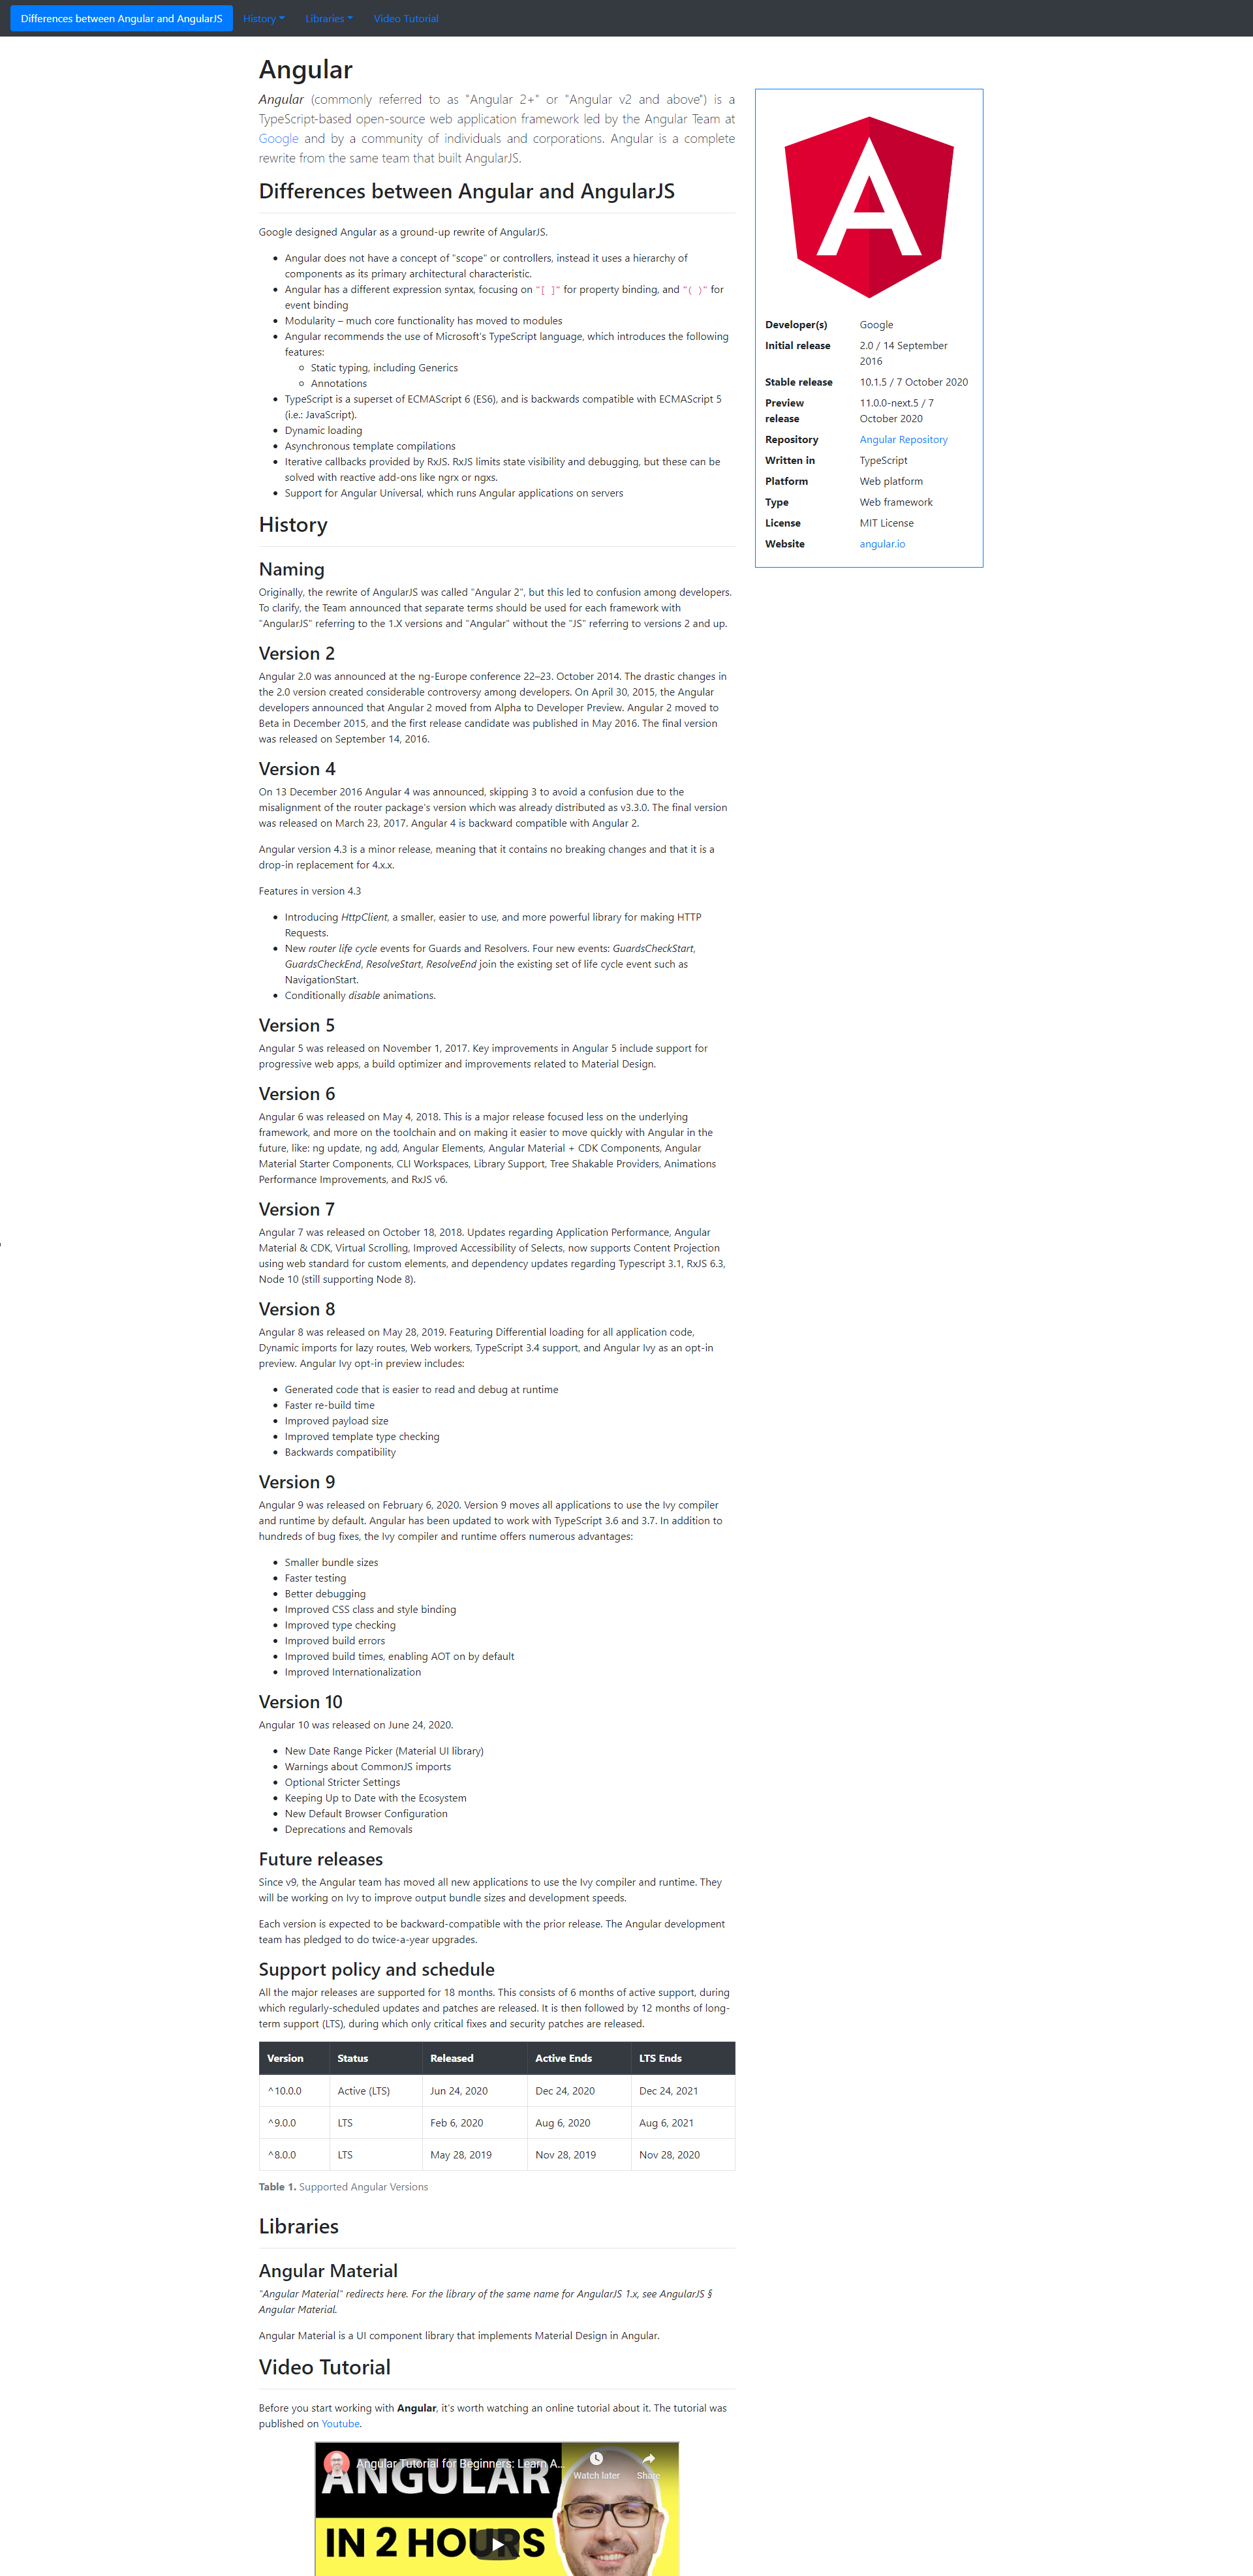 Differences between Angular and AngularJS History Libraries Video Tutorial
Angular
Angular (commonly referred to as "Angular 2+" or "Angular v2 and above") is a
TypeScript-based open-source web application framework led by the Angular Team at
Google and by a community of individuals and corporations. Angular is a complete
rewrite from the same team that built AngularJS.
Differences between Angular and AngularJS
Google designed Angular as a ground-up rewrite of AngularJS.
• Angular does not have a concept of "scope" or controllers, instead it uses a hierarchy of
components as its primary architectural characteristic.
• Angular has a different expression syntax, focusing on "[ ]" for property binding, and "( )" for
event binding
• Modularity – much core functionality has moved to modules
• Angular recommends the use of Microsoft's TypeScript language, which introduces the following
features:
Static typing, including Generics
Annotations
• TypeScript is a superset of ECMAScript 6 (ES6), and is backwards compatible with ECMAScript 5
(i.e.: JavaScript).
• Dynamic loading
• Asynchronous template compilations
• Iterative callbacks provided by RxJS. RxJS limits state visibility and debugging, but these can be
solved with reactive add-ons like ngrx or ngxs.
• Support for Angular Universal, which runs Angular applications on servers
A
Developer(s) Google
Initial release 2.0 / 14 September
2016
Stable release 10.1.5 / 7 October 2020
Preview 11.0.0-next.5 / 7
release October 2020
Repository Angular Repository
Written in TypeScript
Platform Web platform
Type Web framework
License MIT License
Website angular.io
History
Naming
Originally, the rewrite of AngularJS was called "Angular 2", but this led to confusion among developers.
To clarify, the Team announced that separate terms should be used for each framework with
"AngularJS" referring to the 1.X versions and "Angular" without the "JS" referring to versions 2 and up.
Version 2
Angular 2.0 was announced at the ng-Europe conference 22–23. October 2014. The drastic changes in
the 2.0 version created considerable controversy among developers. On April 30, 2015, the Angular
developers announced that Angular 2 moved from Alpha to Developer Preview. Angular 2 moved to
Beta in December 2015, and the first release candidate was published in May 2016. The final version
was released on September 14, 2016.
Version 4
On 13 December 2016 Angular 4 was announced, skipping 3 to avoid a confusion due to the
misalignment of the router package's version which was already distributed as v3.3.0. The final version
was released on March 23, 2017. Angular 4 is backward compatible with Angular 2.
Angular version 4.3 is a minor release, meaning that it contains no breaking changes and that it is a
drop-in replacement for 4.x.x.
Features in version 4.3
• Introducing HttpClient, a smaller, easier to use, and more powerful library for making HTTP
Requests.
• New router life cycle events for Guards and Resolvers. Four new events: GuardsCheckStart,
GuardsCheckEnd, ResolveStart, ResolveEnd join the existing set of life cycle event such as
NavigationStart.
• Conditionally disable animations.
Version 5
Angular 5 was released on November 1, 2017. Key improvements in Angular 5 include support for
progressive web apps, a build optimizer and improvements related to Material Design.
Version 6
Angular 6 was released on May 4, 2018. This is a major release focused less on the underlying
framework, and more on the toolchain and on making it easier to move quickly with Angular in the
future, like: ng update, ng add, Angular Elements, Angular Material + CDK Components, Angular
Material Starter Components, CLI Workspaces, Library Support, Tree Shakable Providers, Animations
Performance Improvements, and RxJS v6.
Version 7
Angular 7 was released on October 18, 2018. Updates regarding Application Performance, Angular
Material & CDK, Virtual Scrolling, Improved Accessibility of Selects, now supports Content Projection
using web standard for custom elements, and dependency updates regarding Typescript 3.1, RxJS 6.3,
Node 10 (still supporting Node 8).
Version 8
Angular 8 was released on May 28, 2019. Featuring Differential loading for all application code,
Dynamic imports for lazy routes, Web workers, TypeScript 3.4 support, and Angular Ivy as an opt-in
preview. Angular Ivy opt-in preview includes:
• Generated code that is easier to read and debug at runtime
• Faster re-build time
• Improved payload size
• Improved template type checking
• Backwards compatibility
Version 9
Angular 9 was released on February 6, 2020. Version 9 moves all applications to use the Ivy compiler
and runtime by default. Angular has been updated to work with TypeScript 3.6 and 3.7. In addition to
hundreds of bug fixes, the Ivy compiler and runtime offers numerous advantages:
• Smaller bundle sizes
• Faster testing
• Better debugging
• Improved CSS class and style binding
• Improved type checking
• Improved build errors
• Improved build times, enabling AOT on by default
• Improved Internationalization
Version 10
Angular 10 was released on June 24, 2020.
• New Date Range Picker (Material UI library)
• Warnings about CommonJS imports
• Optional Stricter Settings
• Keeping Up to Date with the Ecosystem
• New Default Browser Configuration
• Deprecations and Removals
Future releases
Since v9, the Angular team has moved all new applications to use the Ivy compiler and runtime. They
will be working on Ivy to improve output bundle sizes and development speeds.
Each version is expected to be backward-compatible with the prior release. The Angular development
team has pledged to do twice-a-year upgrades.
Support policy and schedule
All the major releases are supported for 18 months. This consists of 6 months of active support, during
which regularly-scheduled updates and patches are released. It is then followed by 12 months of long-
term support (LTS), during which only critical fixes and security patches are released.
Version Status Released Active Ends LTS Ends
^10.0.0 Active (LTS) Jun 24, 2020 Dec 24, 2020 Dec 24, 2021
^9.0.0 LTS Feb 6, 2020 Aug 6, 2020 Aug 6, 2021
^8.0.0 LTS May 28, 2019 Nov 28, 2019 Nov 28, 2020
Table 1. Supported Angular Versions
Libraries
Angular Material
"Angular Material" redirects here. For the library of the same name for AngularJS 1.x, see AngularJS §
Angular Material.
Angular Material is a UI component library that implements Material Design in Angular.
Video Tutorial
Before you start working with Angular, it's worth watching an online tutorial about it. The tutorial was
published on Youtube.
Angular Tutorial for Beginners: Learn A...
Watch later Share
ANGULAR
IN 2 HOURS